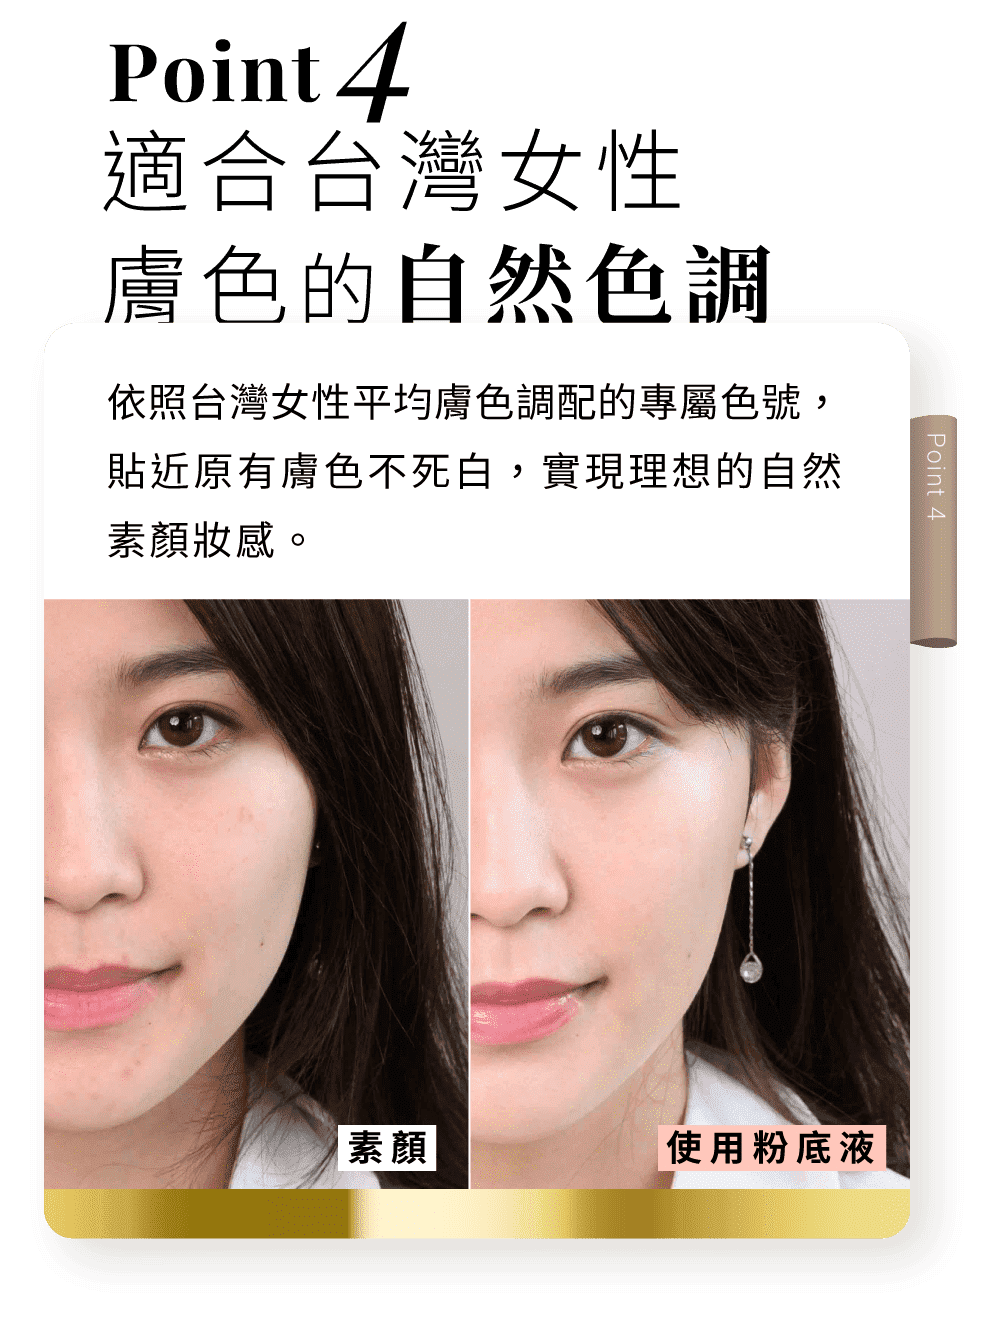 Point 4
適合台灣女性
膚色的自然色調
依照台灣女性平均膚色調配的專屬色號，
貼近原有膚色不死白，實現理想的自然
素顏妝感。
Point 4
素顏
使用粉底液